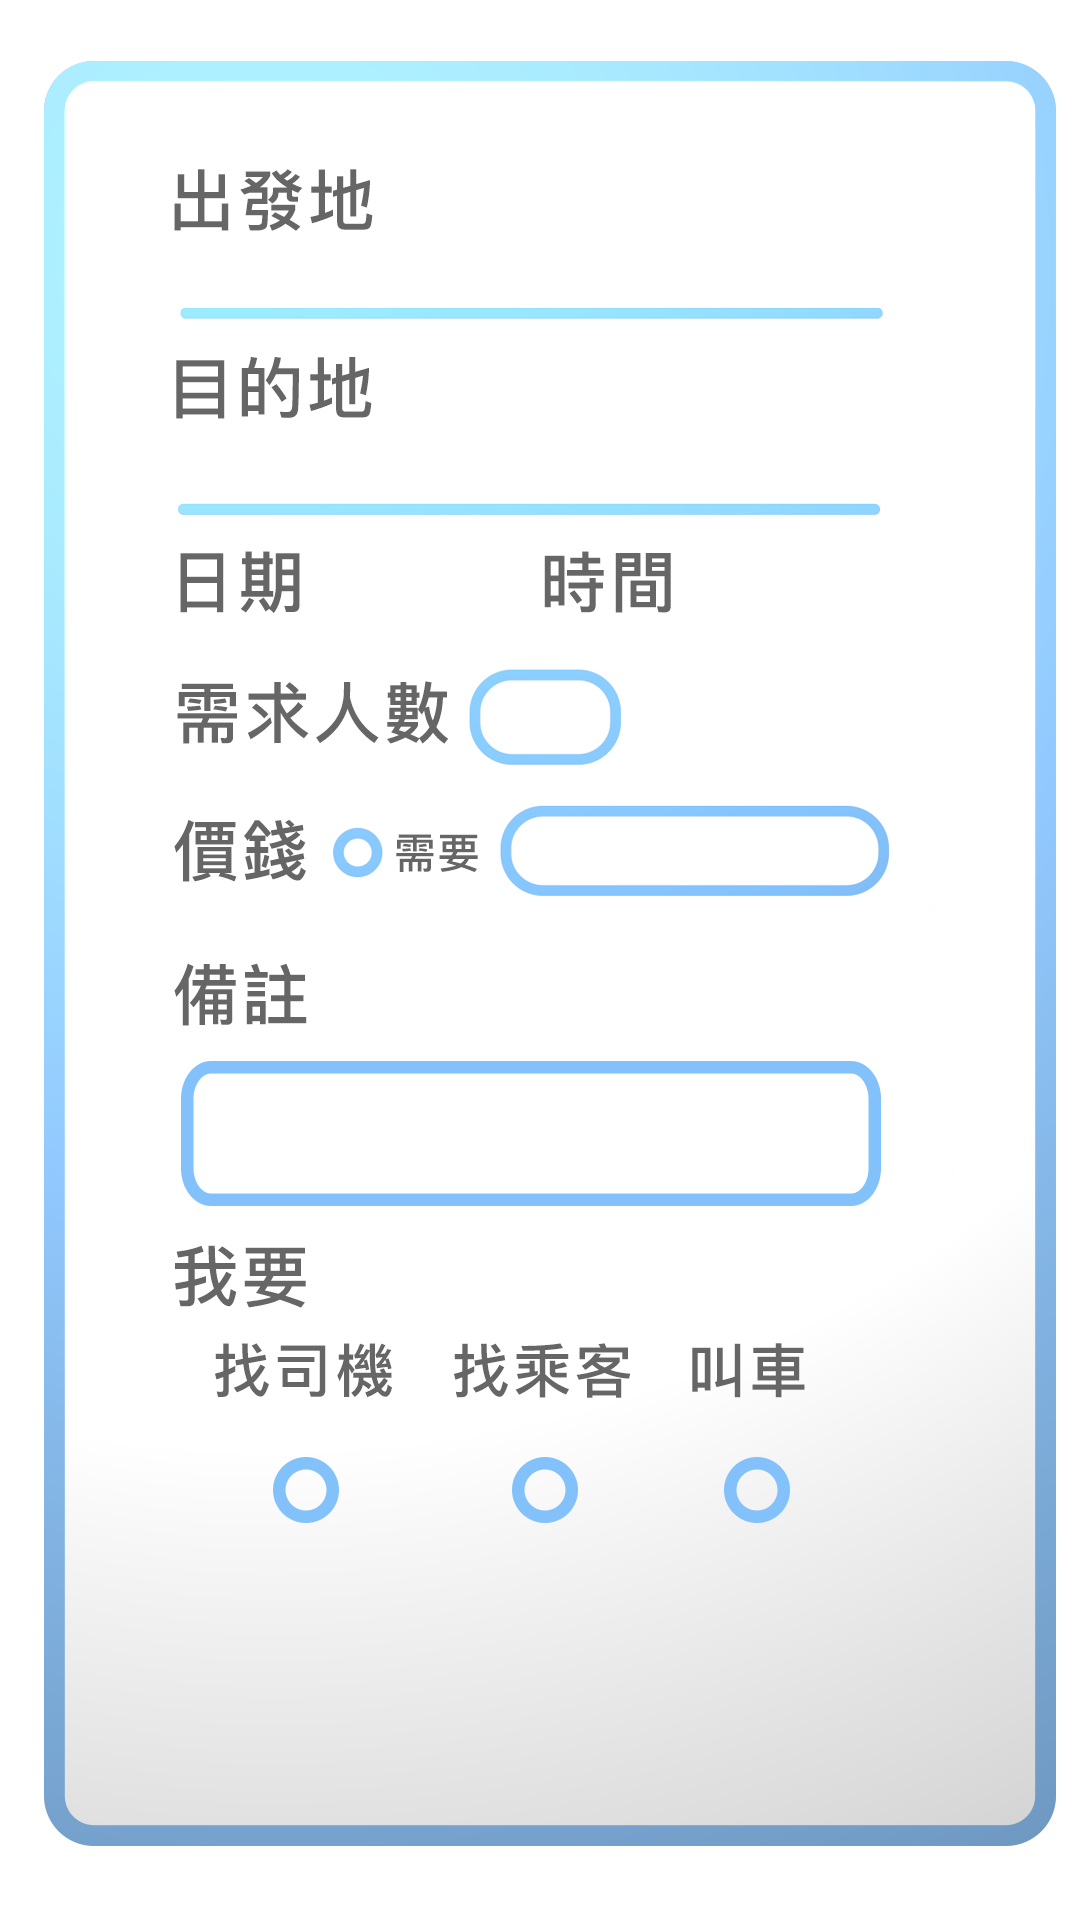 出發地
目的地
日期 時間
需求人數
價錢 需要
備註
我要
找司機 找乘客 叫車